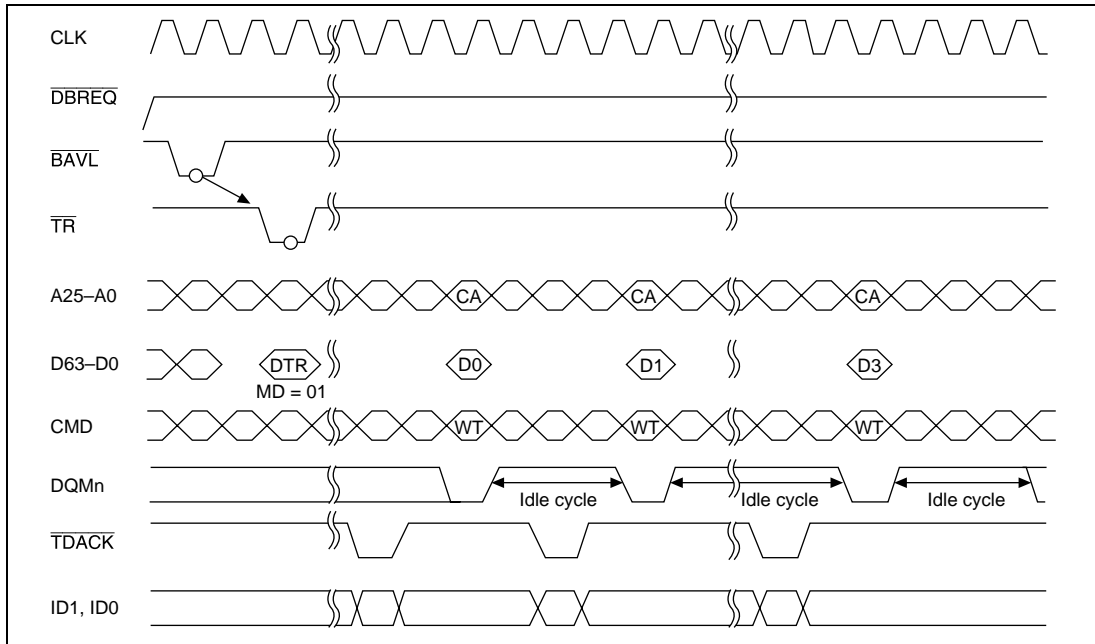 CLK
DBREQ
BAVL
TR
A25–A0 CA CA CA
D63–D0 DTR D0 D1 D3
MD = 01
CMD WT WT WT
DQMn Idle cycle Idle cycle Idle cycle
TDACK
ID1, ID0